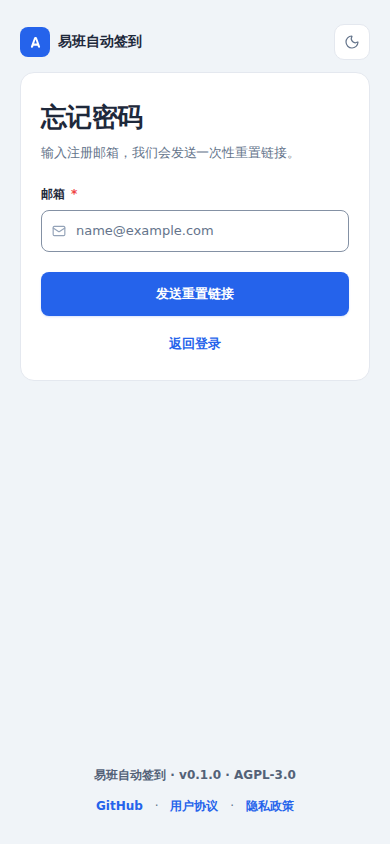 A 易班自动签到
忘记密码
输入注册邮箱，我们会发送一次性重置链接。
邮箱 *
name@example.com
发送重置链接
返回登录
易班自动签到 · v0.1.0 · AGPL-3.0
GitHub · 用户协议 · 隐私政策